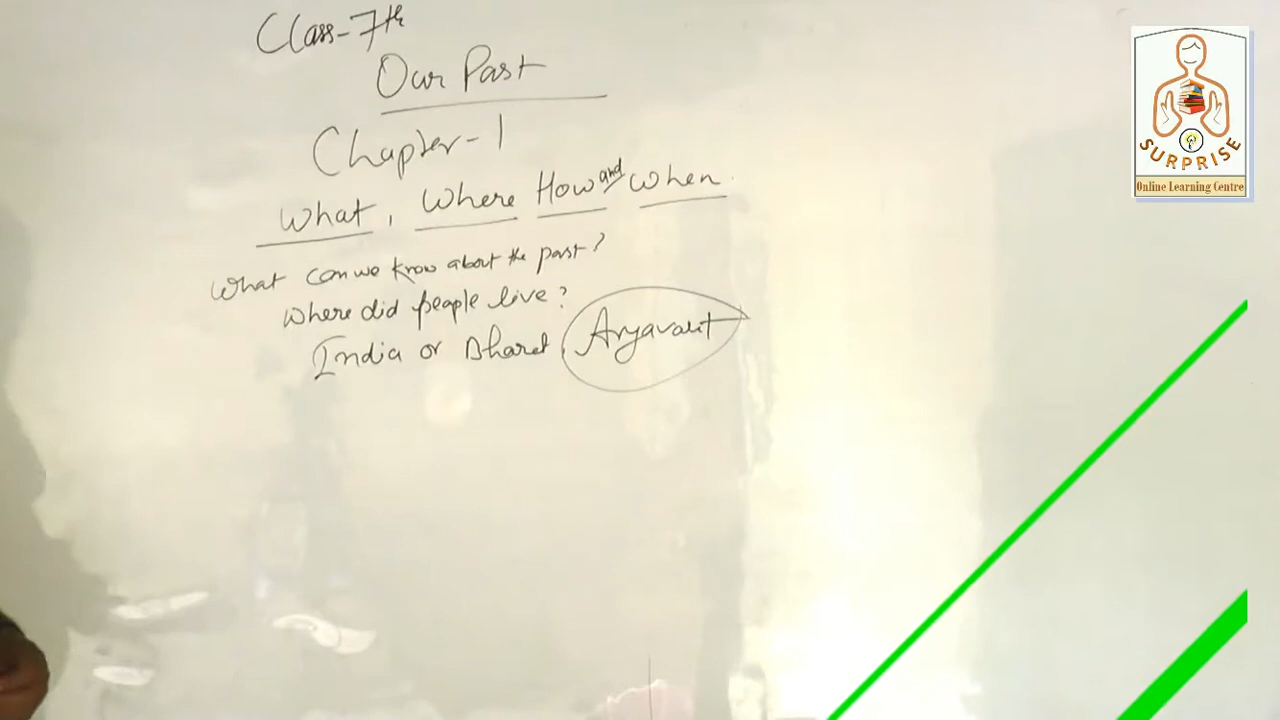 Class-7th
Our Past
Chapter-1
What, Where How and When.
What can we know about the past?
Where did people live?
India or Bharat, Aryavart
SURPRISE
Online Learning Centre